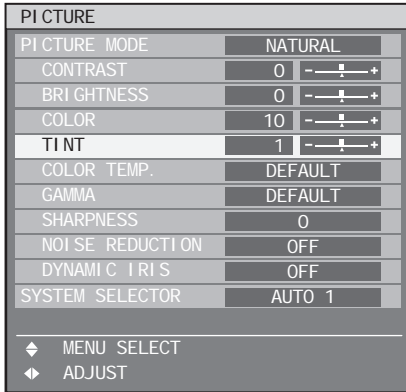 PICTURE
PICTURE MODE NATURAL
CONTRAST 0 - +
BRIGHTNESS 0 - +
COLOR 10 - +
TINT 1 - +
COLOR TEMP. DEFAULT
GAMMA DEFAULT
SHARPNESS 0
NOISE REDUCTION OFF
DYNAMIC IRIS OFF
SYSTEM SELECTOR AUTO 1
MENU SELECT
ADJUST